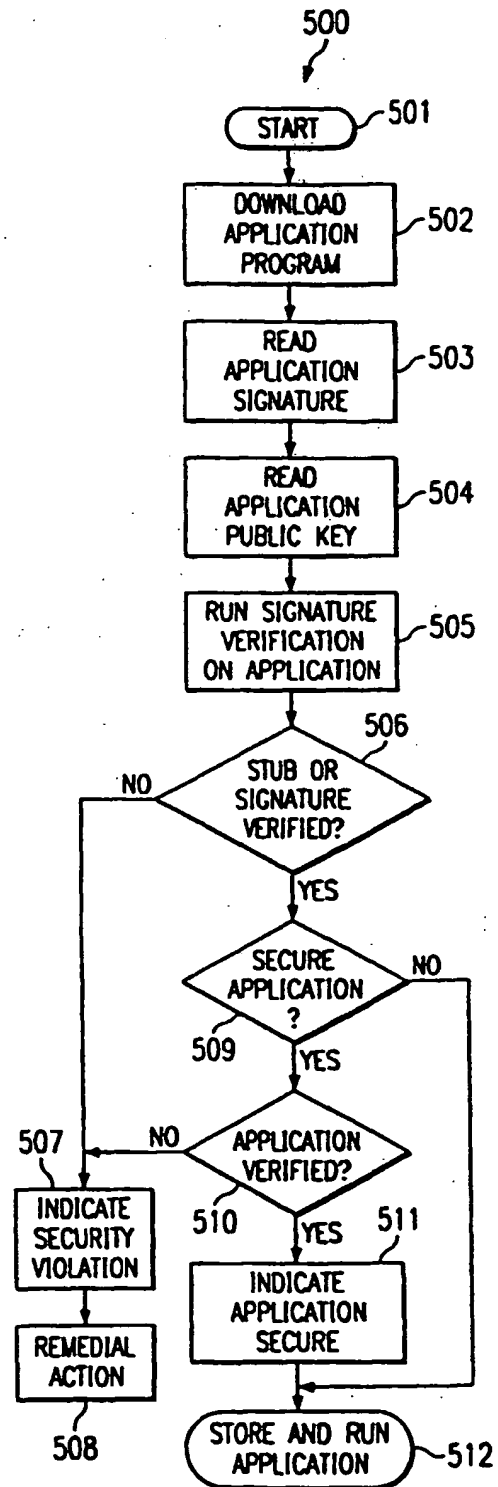 500
START
501
DOWNLOAD
APPLICATION
PROGRAM
502
READ
APPLICATION
SIGNATURE
503
READ
APPLICATION
PUBLIC KEY
504
RUN SIGNATURE
VERIFICATION
ON APPLICATION
505
506
STUB OR
SIGNATURE
VERIFIED?
NO
YES
SECURE
APPLICATION
?
NO
509
YES
507
NO
APPLICATION
VERIFIED?
510
YES
511
INDICATE
SECURITY
VIOLATION
INDICATE
APPLICATION
SECURE
REMEDIAL
ACTION
508
STORE AND RUN
APPLICATION
512